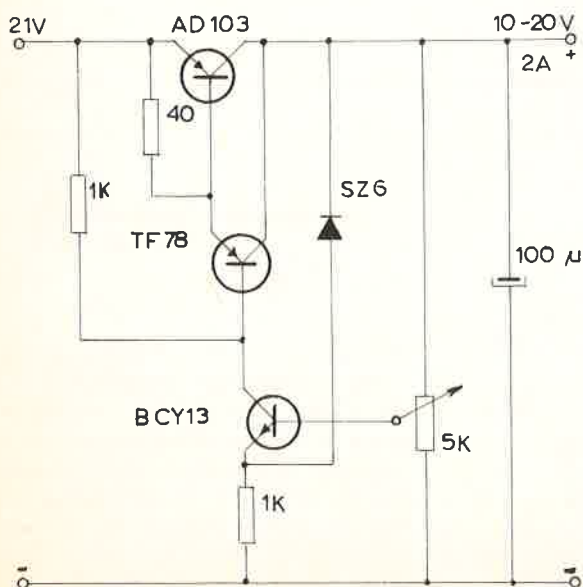 21V
AD103
10-20V
+
2A
40
1K
SZ6
TF78
100 µ
BCY13
5K
1K
-
-